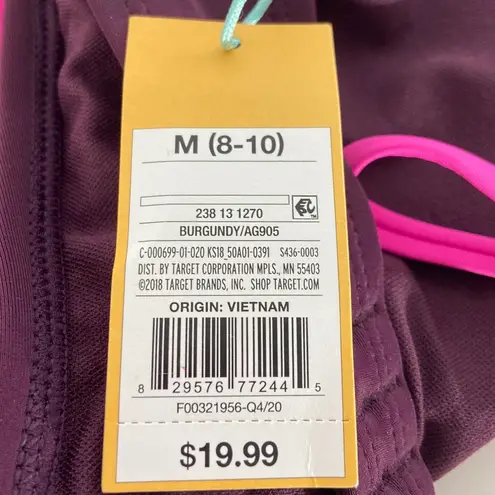 M (8-10)
238 13 1270
BURGUNDY/AG905
C-000699-01-020 KS18_50A01-0391 S436-0003
DIST. BY TARGET CORPORATION MPLS., MN 55403
©2018 TARGET BRANDS, INC. SHOP TARGET.COM
ORIGIN: VIETNAM
8 29576 77244 5
F00321956-Q4/20
$19.99